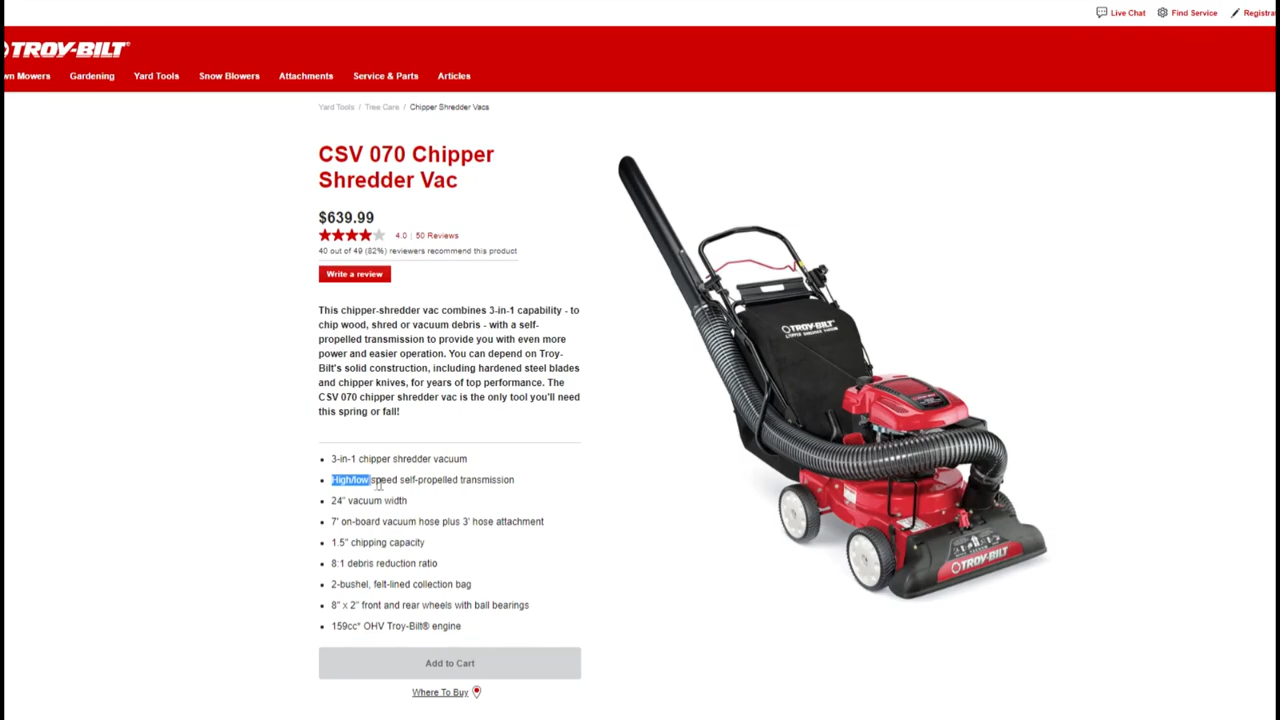 Live Chat Find Service
TROY-BILT®
wn Mowers Gardening Yard Tools Snow Blowers Attachments Service & Parts Articles
Yard Tools / Tree Care / Chipper Shredder Vacs
CSV 070 Chipper
Shredder Vac
$639.99
4.0 | 50 Reviews
40 out of 49 (82%) reviewers recommend this product
Write a review
This chipper-shredder vac combines 3-in-1 capability - to
chip wood, shred or vacuum debris - with a self-
propelled transmission to provide you with even more
power and easier operation. You can depend on Troy-
Bilt's solid construction, including hardened steel blades
and chipper knives, for years of top performance. The
CSV 070 chipper shredder vac is the only tool you'll need
this spring or fall!
• 3-in-1 chipper shredder vacuum
• High/low speed self-propelled transmission
• 24" vacuum width
• 7' on-board vacuum hose plus 3' hose attachment
• 1.5" chipping capacity
• 8:1 debris reduction ratio
• 2-bushel, felt-lined collection bag
• 8" x 2" front and rear wheels with ball bearings
• 159cc* OHV Troy-Bilt® engine
Add to Cart
Where To Buy
TROY-BILT
CHIPPER SHREDDER VACUUM
TROY-BILT